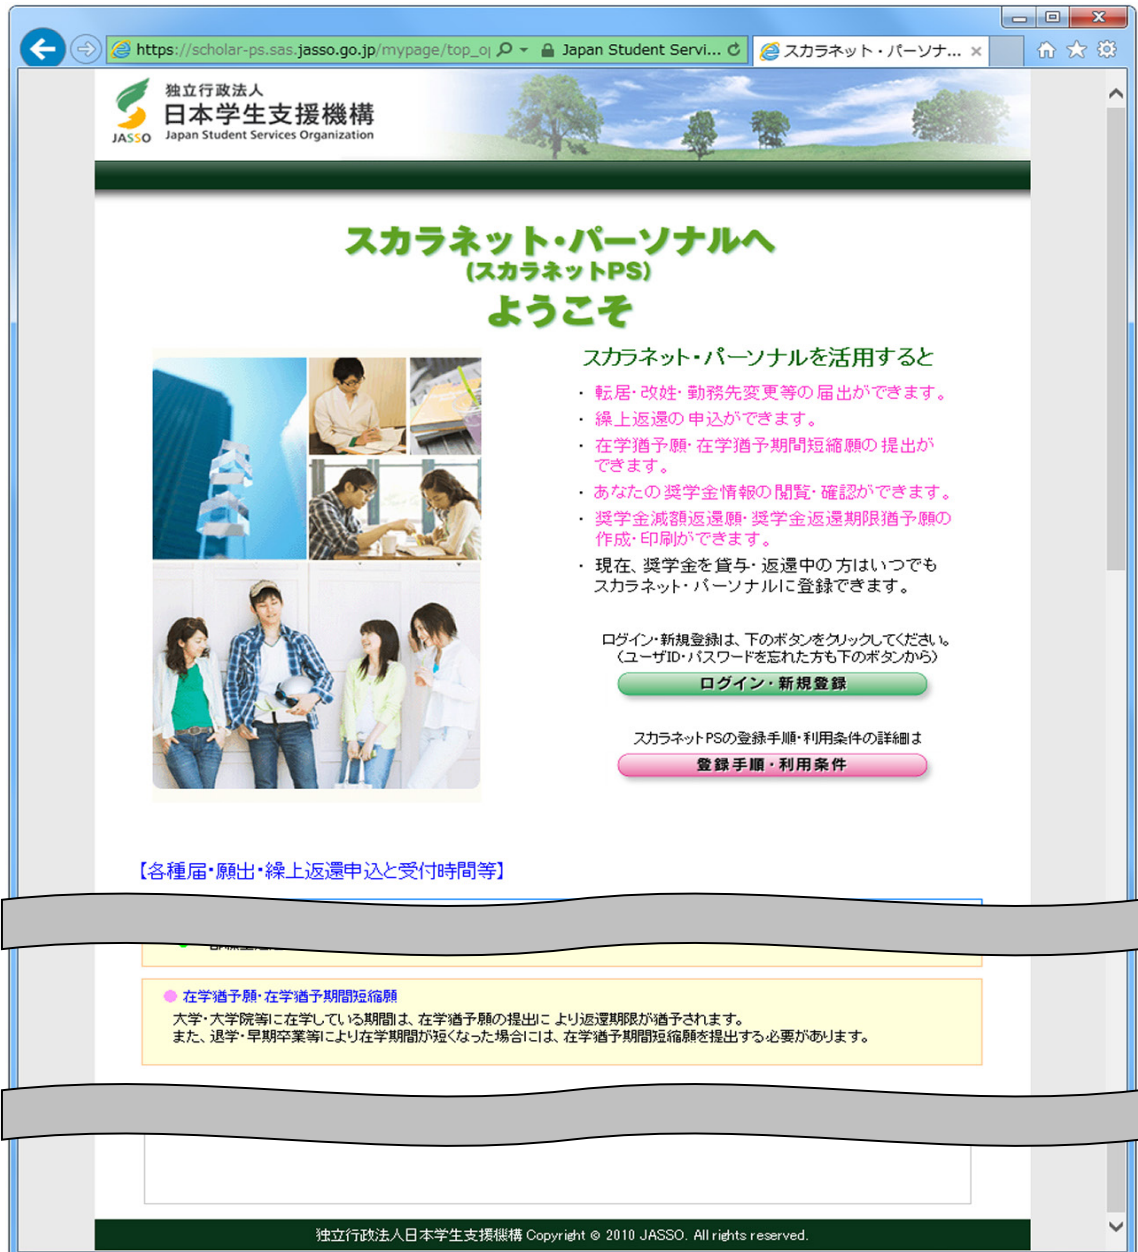 https://scholar-ps.sas.jasso.go.jp/mypage/top_o
Japan Student Servi...
スカラネット・パーソナ...
独立行政法人
日本学生支援機構
Japan Student Services Organization
JASSO
スカラネット・パーソナルへ
(スカラネットPS)
ようこそ
スカラネット・パーソナルを活用すると
・ 転居・改姓・勤務先変更等の届出ができます。
・ 繰上返還の申込ができます。
・ 在学猶予願・在学猶予期間短縮願の提出が
できます。
・ あなたの奨学金情報の閲覧・確認ができます。
・ 奨学金減額返還願・奨学金返還期限猶予願の
作成・印刷ができます。
・ 現在、奨学金を貸与・返還中の方はいつでも
スカラネット・パーソナルに登録できます。
ログイン・新規登録は、下のボタンをクリックしてください。
(ユーザID・パスワードを忘れた方も下のボタンから)
ログイン・新規登録
スカラネットPSの登録手順・利用条件の詳細は
登録手順・利用条件
【各種届・願出・繰上返還申込と受付時間等】
在学猶予願・在学猶予期間短縮願
大学・大学院等に在学している期間は、在学猶予願の提出により返還期限が猶予されます。
また、退学・早期卒業等により在学期間が短くなった場合には、在学猶予期間短縮願を提出する必要があります。
独立行政法人日本学生支援機構 Copyright © 2010 JASSO. All rights reserved.